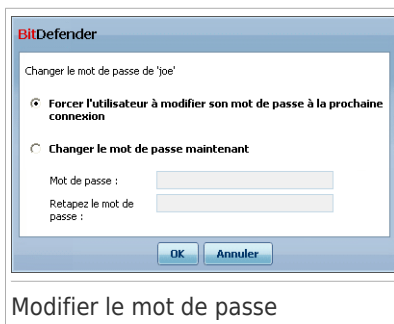 BitDefender
Changer le mot de passe de 'joe'
Forcer l'utilisateur à modifier son mot de passe à la prochaine
connexion
Changer le mot de passe maintenant
Mot de passe :
Retapez le mot de
passe :
OK Annuler
Modifier le mot de passe